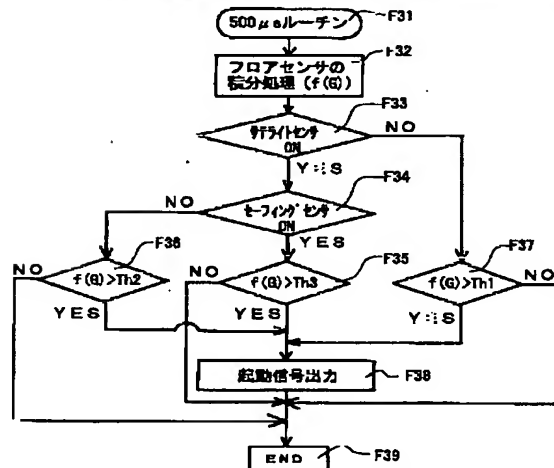 500μsルーチン
F31
F32
フロアセンサの
積分処理 (f(G))
F33
サテライトセンサ
ON
NO
YES
F34
セーフィングセンサ
ON
NO
YES
F36
F35
F37
NO
f(G)>Th2
NO
f(G)>Th3
f(G)>Th1
NO
YES
YES
YES
起動信号出力
F38
END
F39